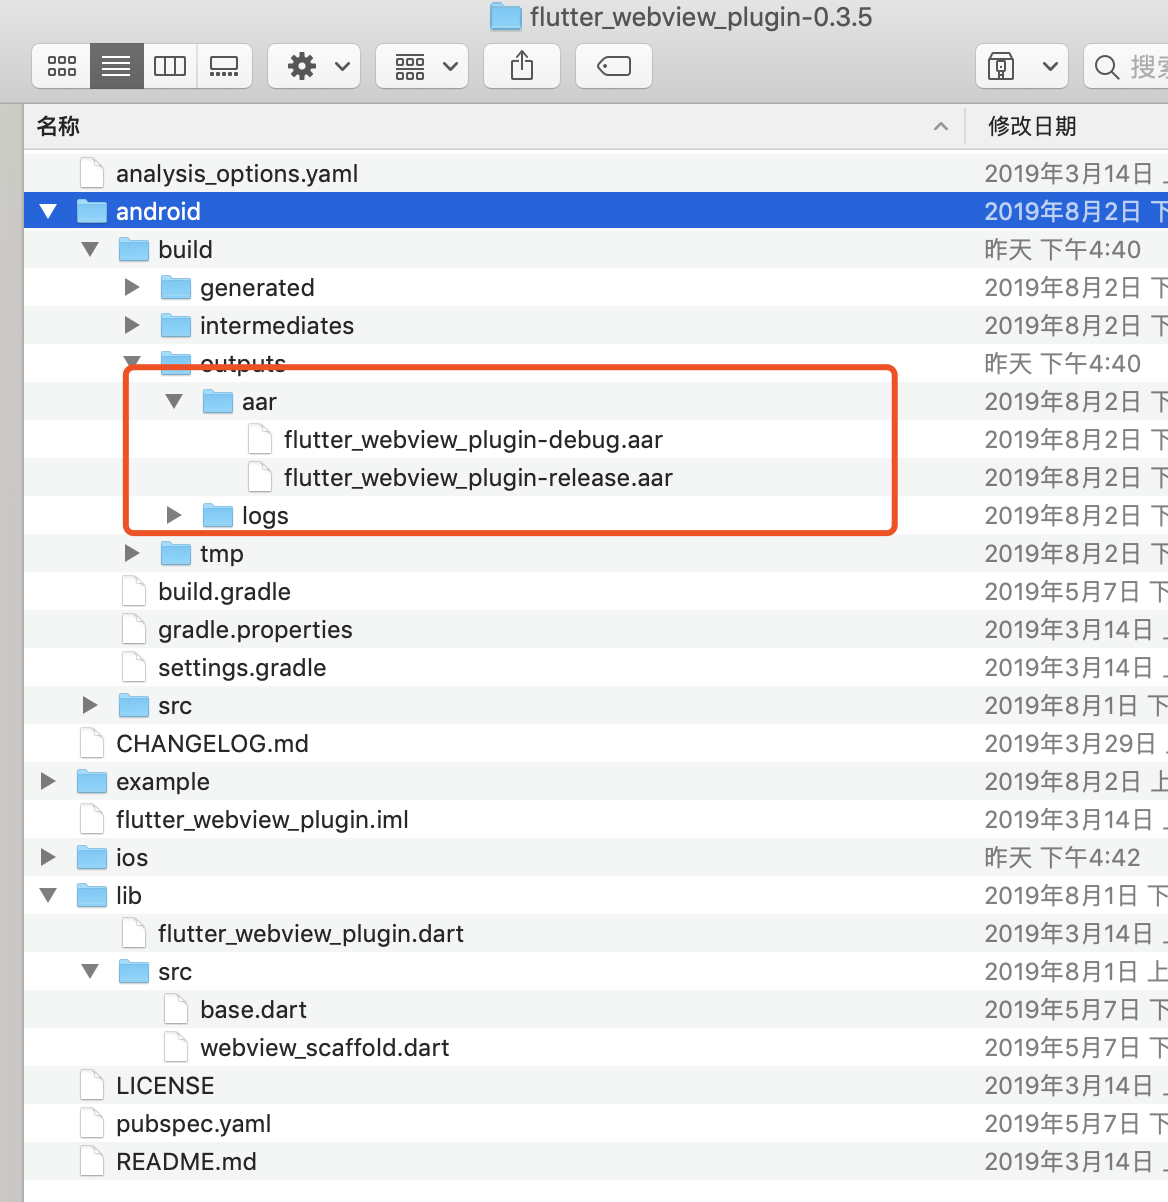 flutter_webview_plugin-0.3.5
搜索
名称 修改日期
analysis_options.yaml 2019年3月14日 上
android 2019年8月2日 下
build 昨天 下午4:40
generated 2019年8月2日 下
intermediates 2019年8月2日 下
outputs 昨天 下午4:40
aar 2019年8月2日 下
flutter_webview_plugin-debug.aar 2019年8月2日 下
flutter_webview_plugin-release.aar 2019年8月2日 下
logs 2019年8月2日 下
tmp 2019年8月2日 下
build.gradle 2019年5月7日 下
gradle.properties 2019年3月14日
settings.gradle 2019年3月14日
src 2019年8月1日 下
CHANGELOG.md 2019年3月29日
example 2019年8月2日 上
flutter_webview_plugin.iml 2019年3月14日
ios 昨天 下午4:42
lib 2019年8月1日 下
flutter_webview_plugin.dart 2019年3月14日
src 2019年8月1日 上
base.dart 2019年5月7日 下
webview_scaffold.dart 2019年5月7日 下
LICENSE 2019年3月14日
pubspec.yaml 2019年5月7日 下
README.md 2019年3月14日